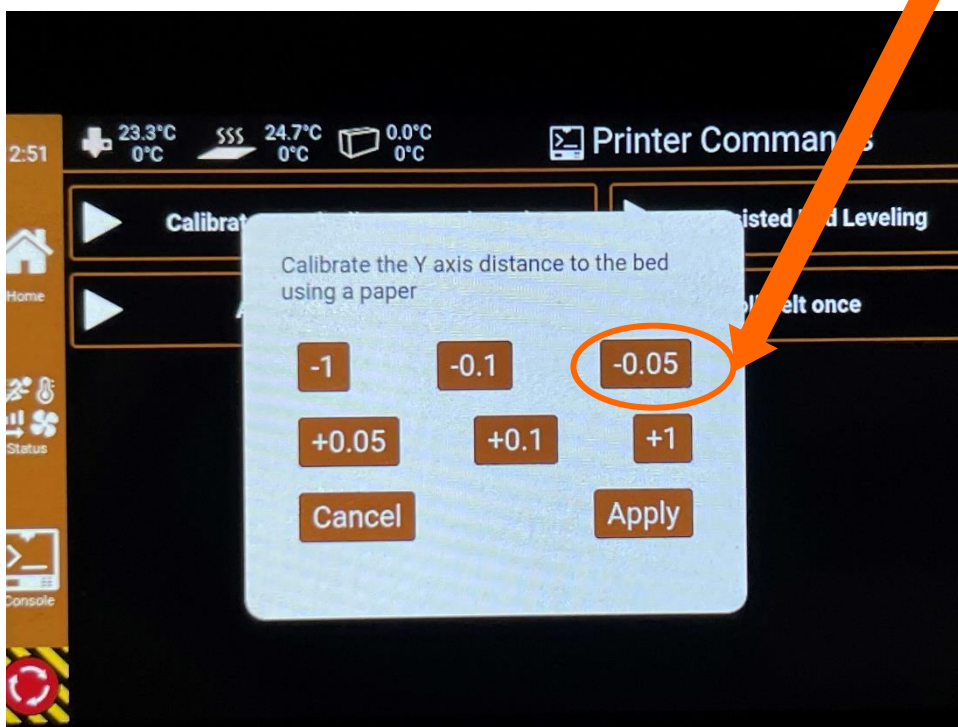 2:51
23.3°C
0°C
24.7°C
0°C
0.0°C
0°C
Printer Comman
Calibrat
d Leveling
Calibrate the Y axis distance to the bed
using a paper
elt once
-1
-0.1
-0.05
+0.05
+0.1
+1
Cancel
Apply
Home
Status
Console